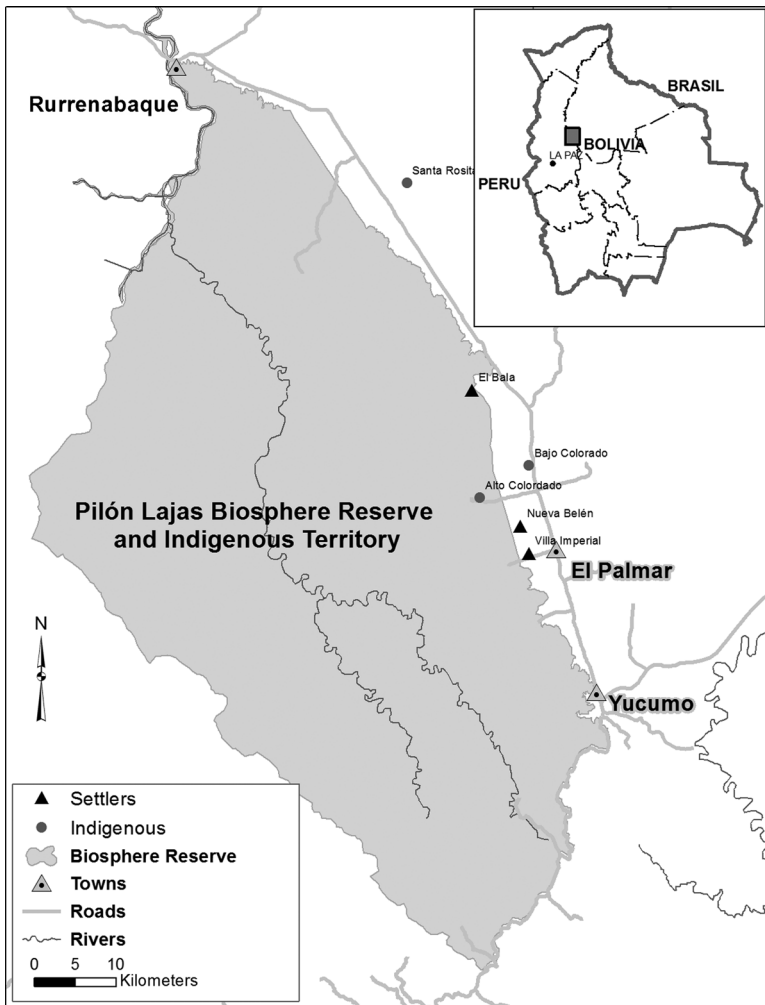 Rurrenabaque
Santa Rosita
BRASIL
BOLIVIA
LA PAZ
PERU
El Bala
Bajo Colorado
Alto Colordado
Pilón Lajas Biosphere Reserve
and Indigenous Territory
Nueva Belén
Villa Imperial
El Palmar
N
Yucumo
Settlers
Indigenous
Biosphere Reserve
Towns
Roads
Rivers
0 5 10
Kilometers